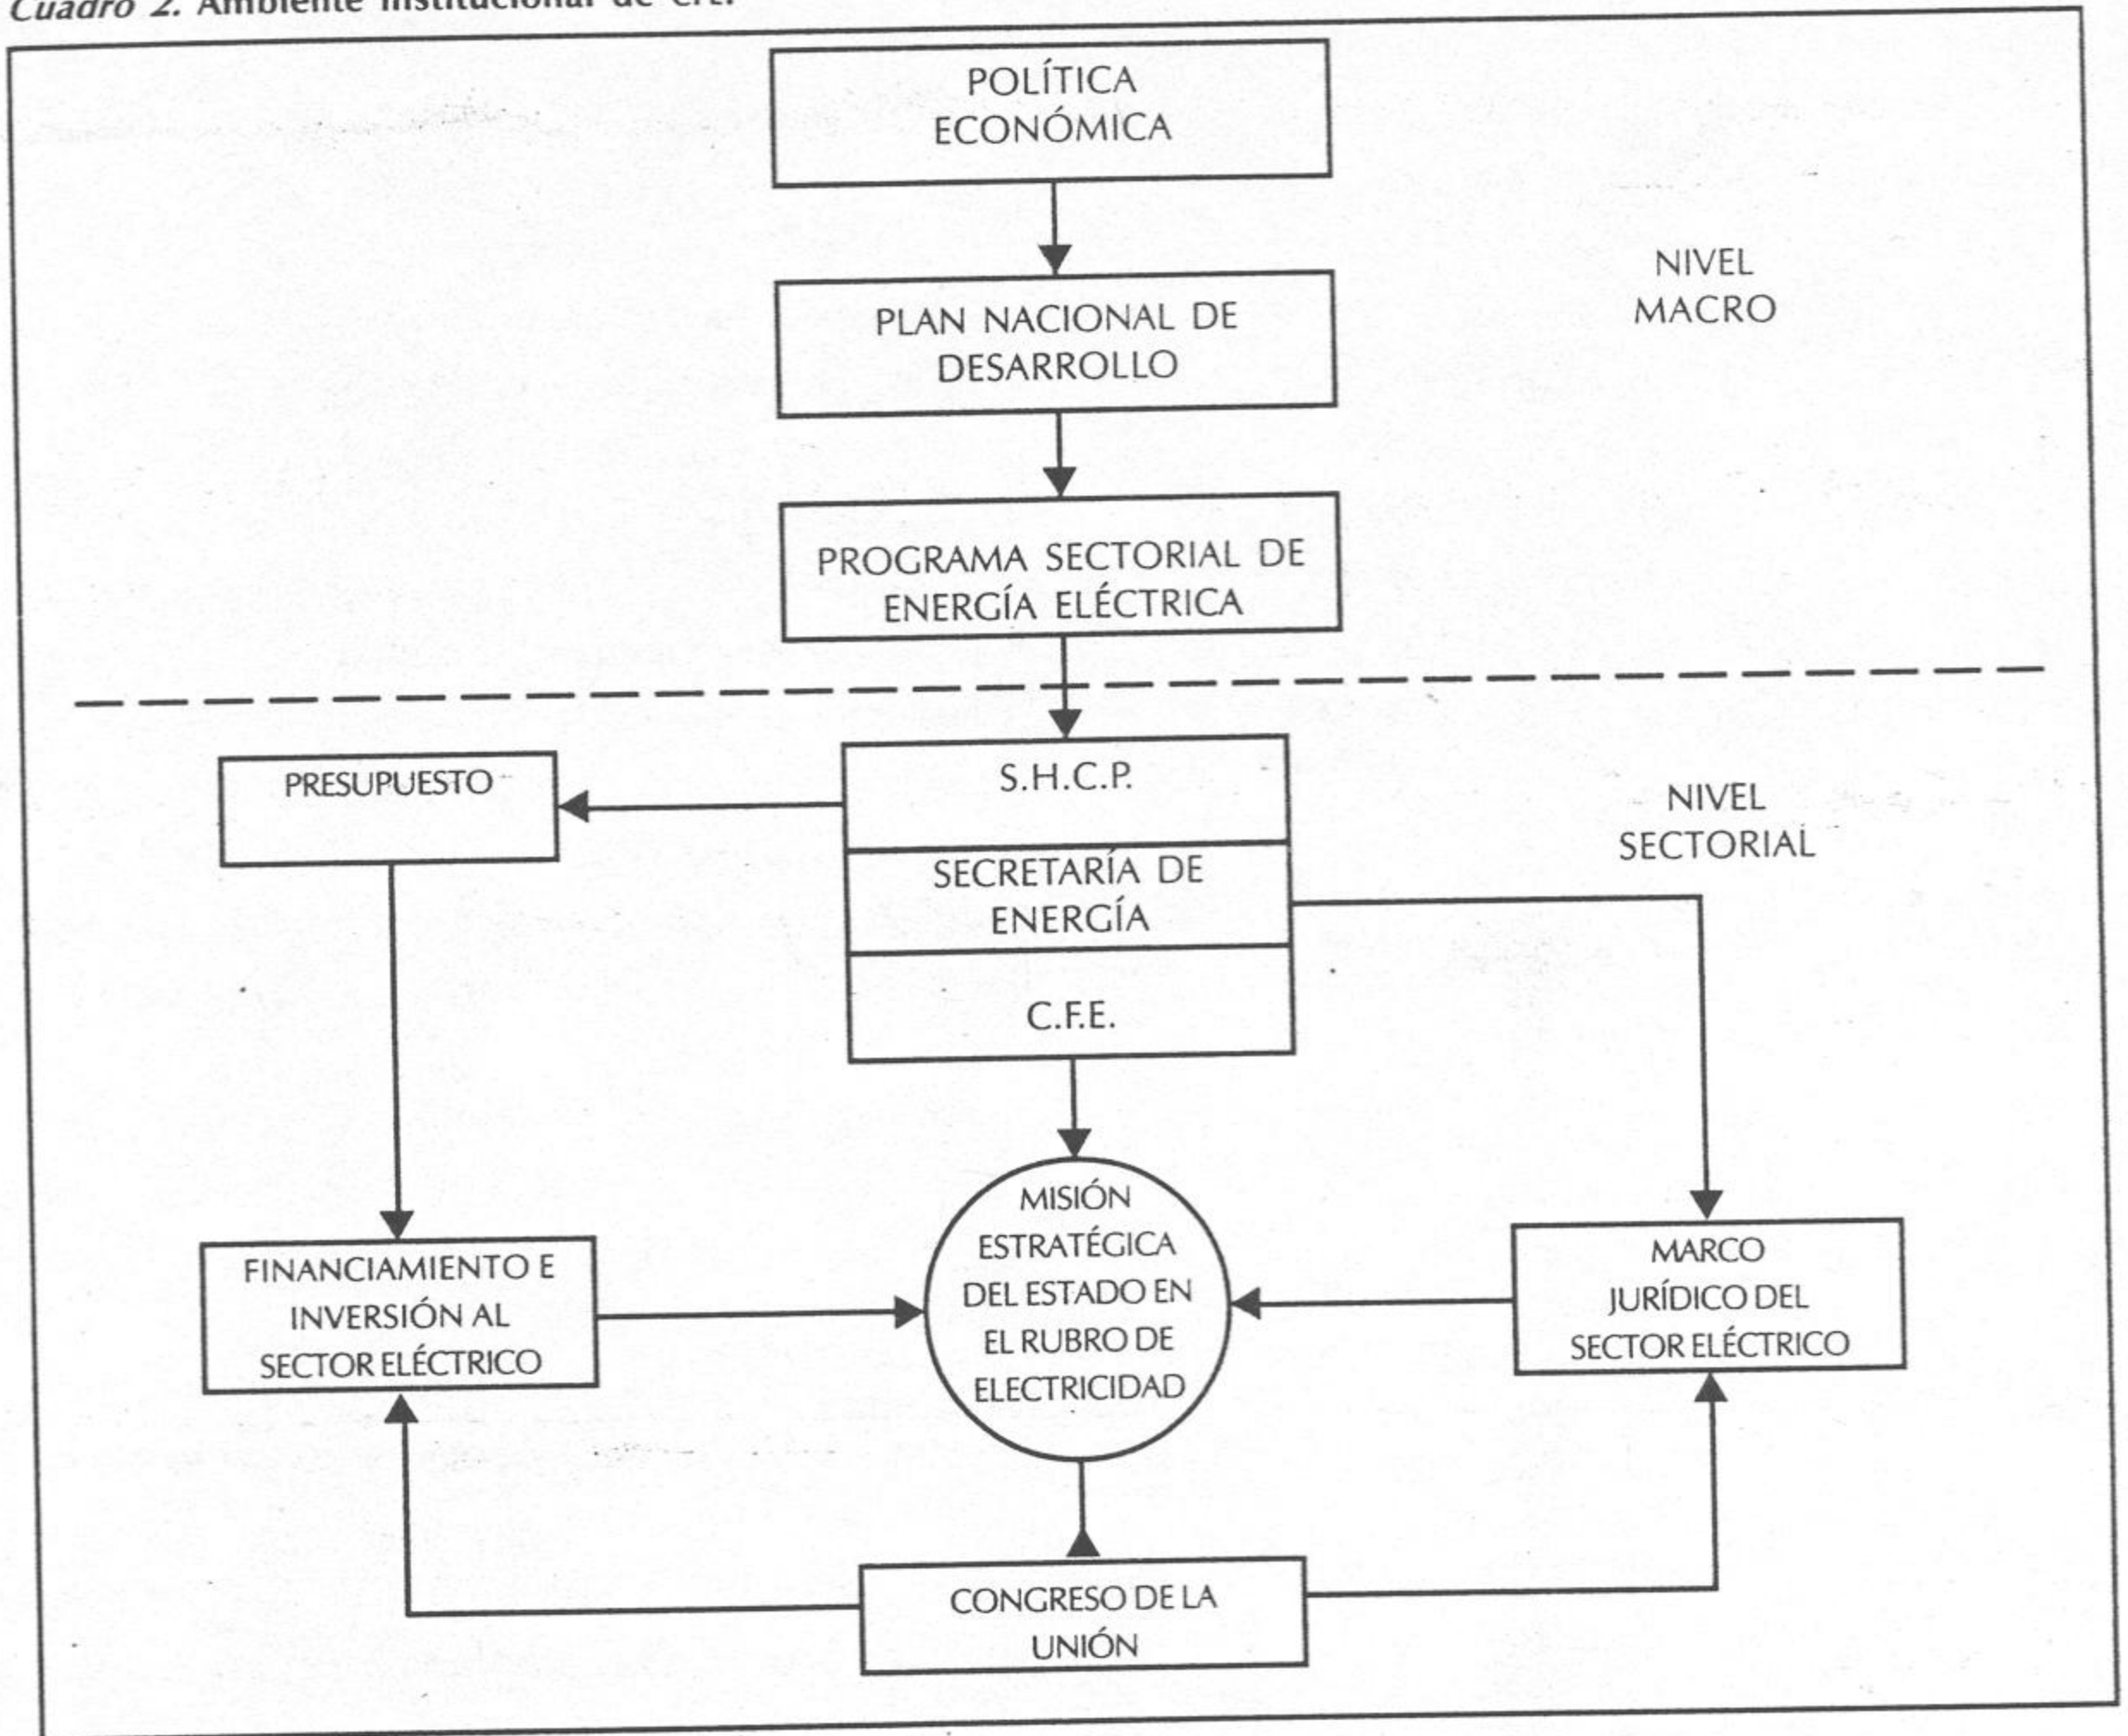 Cuadro 2. Ambiente institucional de CFE.
POLÍTICA
ECONÓMICA
NIVEL
MACRO
PLAN NACIONAL DE
DESARROLLO
PROGRAMA SECTORIAL DE
ENERGÍA ELÉCTRICA
PRESUPUESTO
S.H.C.P.
NIVEL
SECTORIAL
SECRETARÍA DE
ENERGÍA
C.F.E.
FINANCIAMIENTO E
INVERSIÓN AL
SECTOR ELÉCTRICO
MISIÓN
ESTRATÉGICA
DEL ESTADO EN
EL RUBRO DE
ELECTRICIDAD
MARCO
JURÍDICO DEL
SECTOR ELÉCTRICO
CONGRESO DE LA
UNIÓN